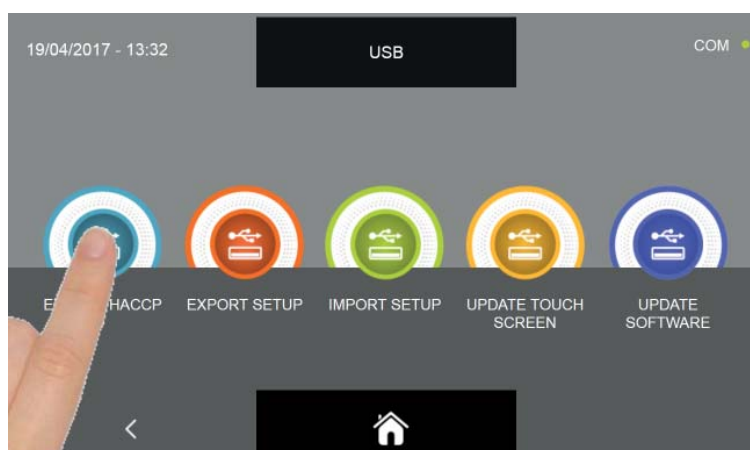 19/04/2017 - 13:32
USB
COM
HACCP
EXPORT SETUP
IMPORT SETUP
UPDATE TOUCH
SCREEN
UPDATE
SOFTWARE